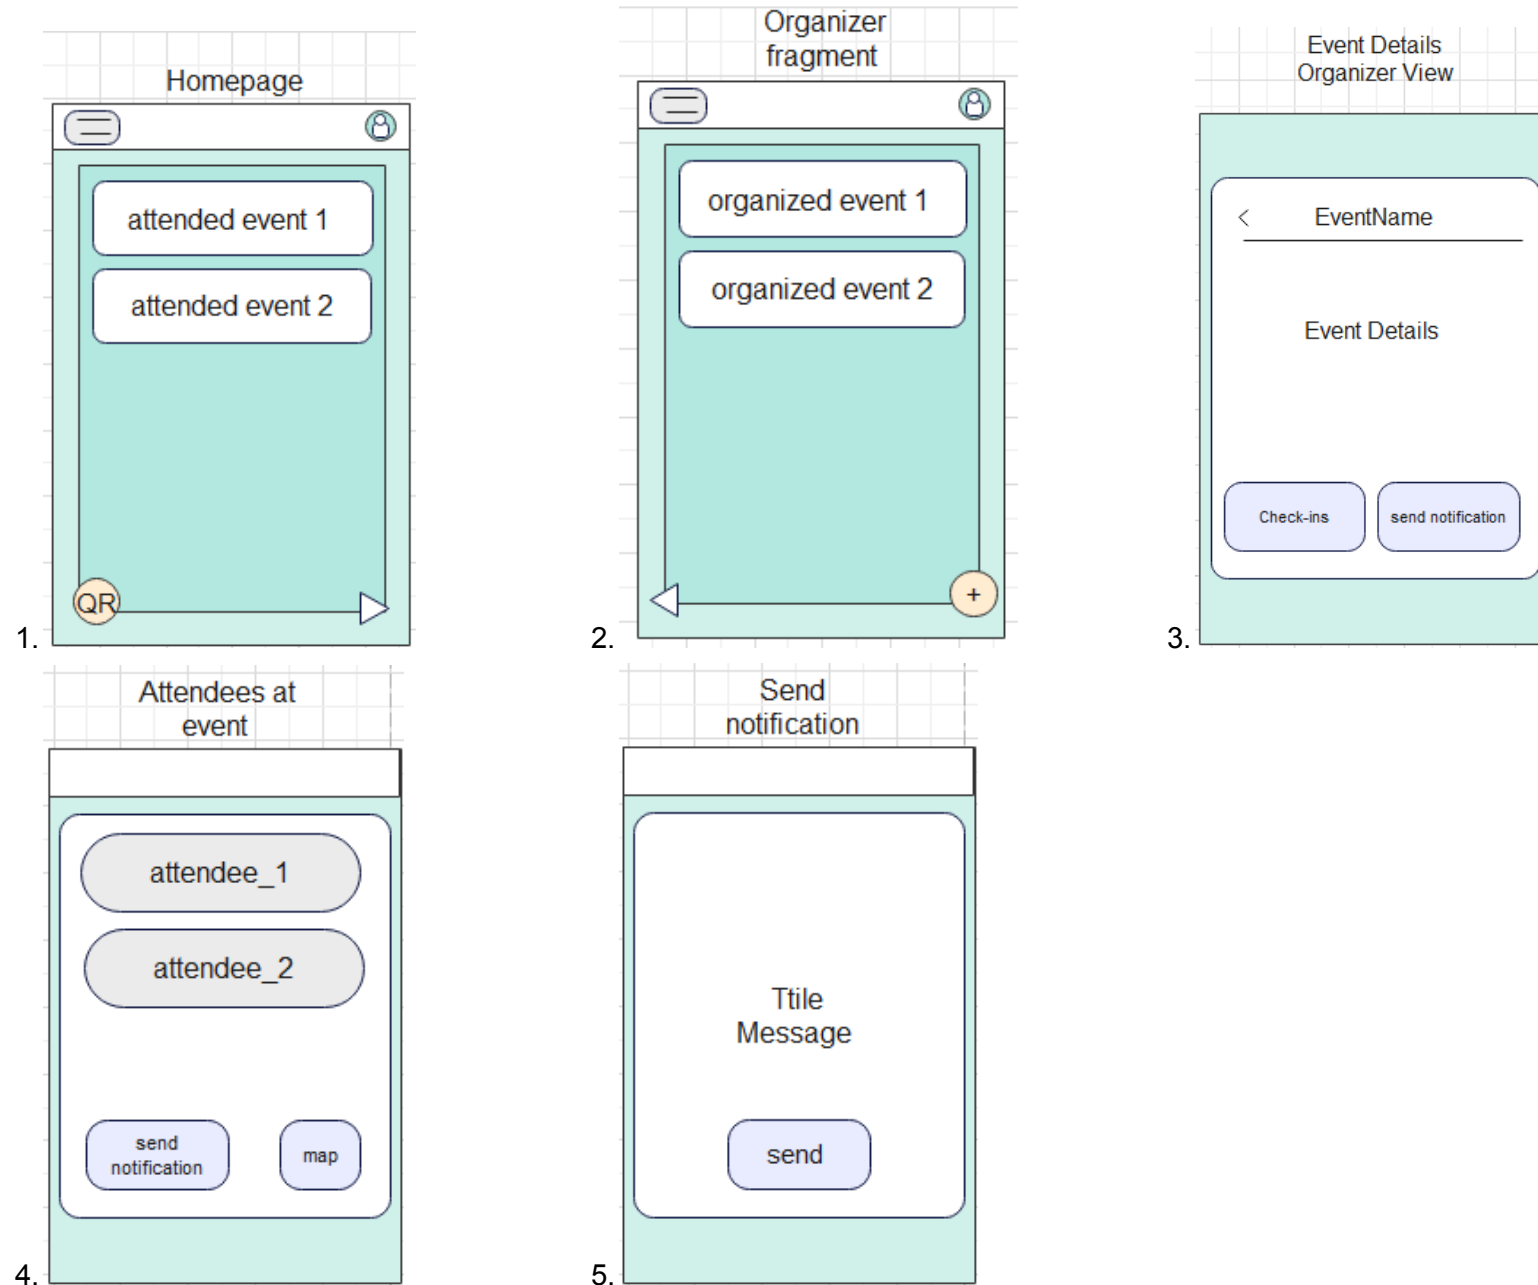 Homepage
attended event 1
attended event 2
QR
1.
Organizer
fragment
organized event 1
organized event 2
+
2.
Event Details
Organizer View
<
EventName
Event Details
Check-ins
send notification
3.
Attendees at
event
attendee_1
attendee_2
send
notification
map
4.
Send
notification
Ttile
Message
send
5.